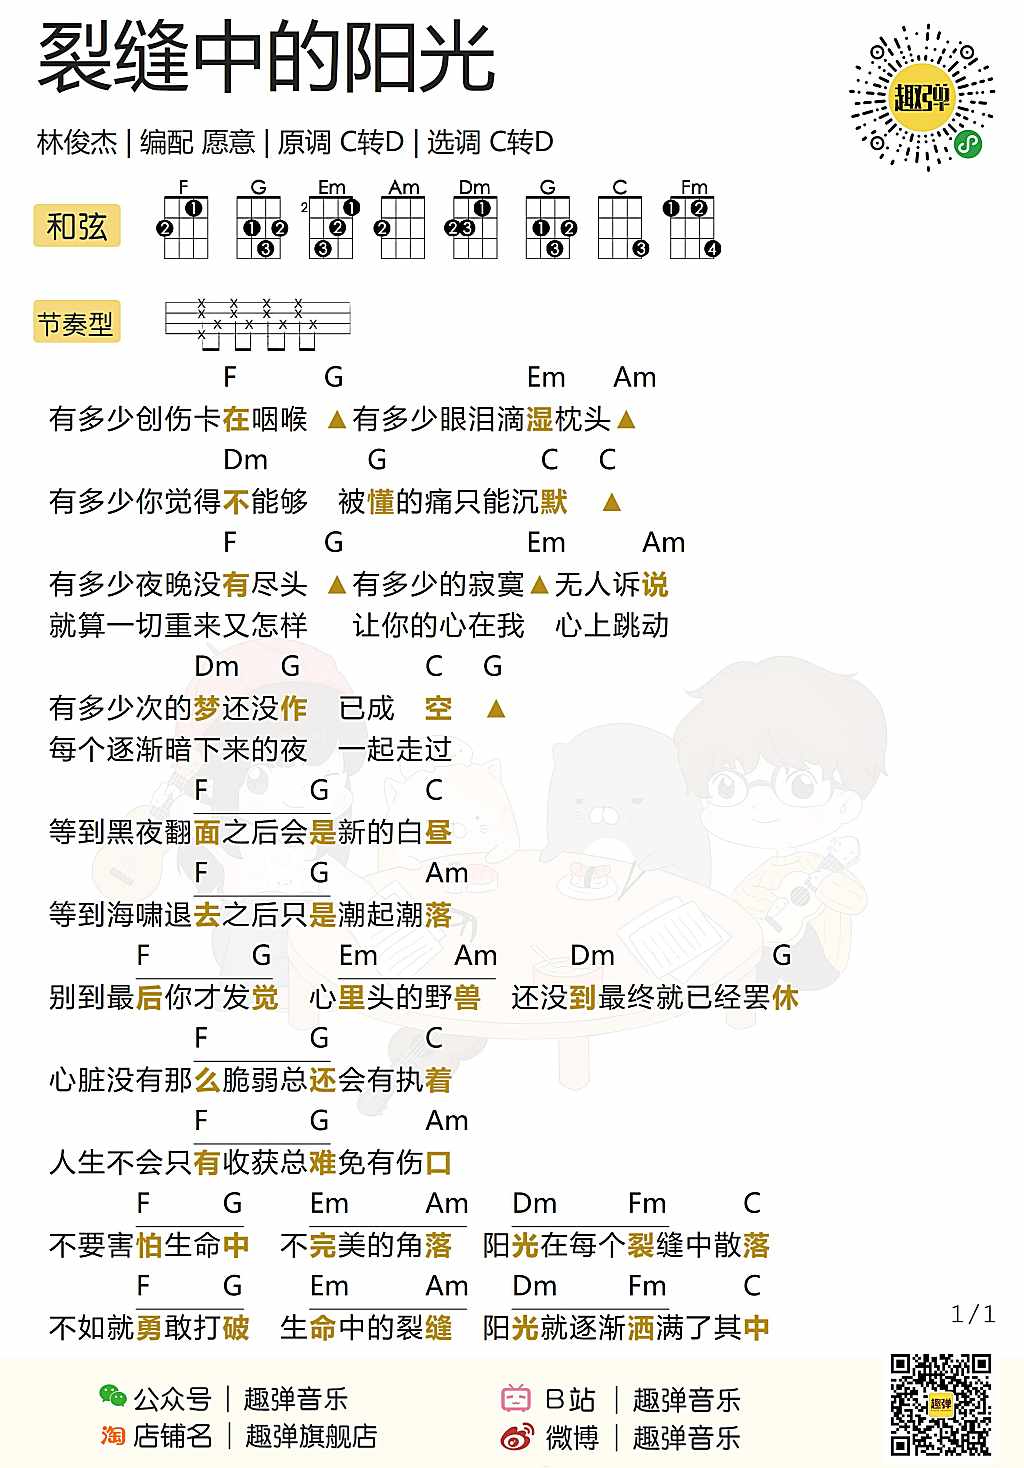 裂缝中的阳光
趣弹
林俊杰 | 编配 愿意 | 原调 C转D | 选调 C转D
和弦 F G Em Am Dm G C Fm
2
节奏型
F G Em Am
有多少创伤卡在咽喉 ▲有多少眼泪滴湿枕头▲
Dm G C C
有多少你觉得不能够 被懂的痛只能沉默 ▲
F G Em Am
有多少夜晚没有尽头 ▲有多少的寂寞▲无人诉说
就算一切重来又怎样 让你的心在我 心上跳动
Dm G C G
有多少次的梦还没作 已成 空 ▲
每个逐渐暗下来的夜 一起走过
F G C
等到黑夜翻面之后会是新的白昼
F G Am
等到海啸退去之后只是潮起潮落
F G Em Am Dm G
别到最后你才发觉 心里头的野兽 还没到最终就已经罢休
F G C
心脏没有那么脆弱总还会有执着
F G Am
人生不会只有收获总难免有伤口
F G Em Am Dm Fm C
不要害怕生命中 不完美的角落 阳光在每个裂缝中散落
F G Em Am Dm Fm C
不如就勇敢打破 生命中的裂缝 阳光就逐渐洒满了其中
1/1
公众号 | 趣弹音乐 B站 | 趣弹音乐
淘 店铺名 | 趣弹旗舰店 微博 | 趣弹音乐
趣弹